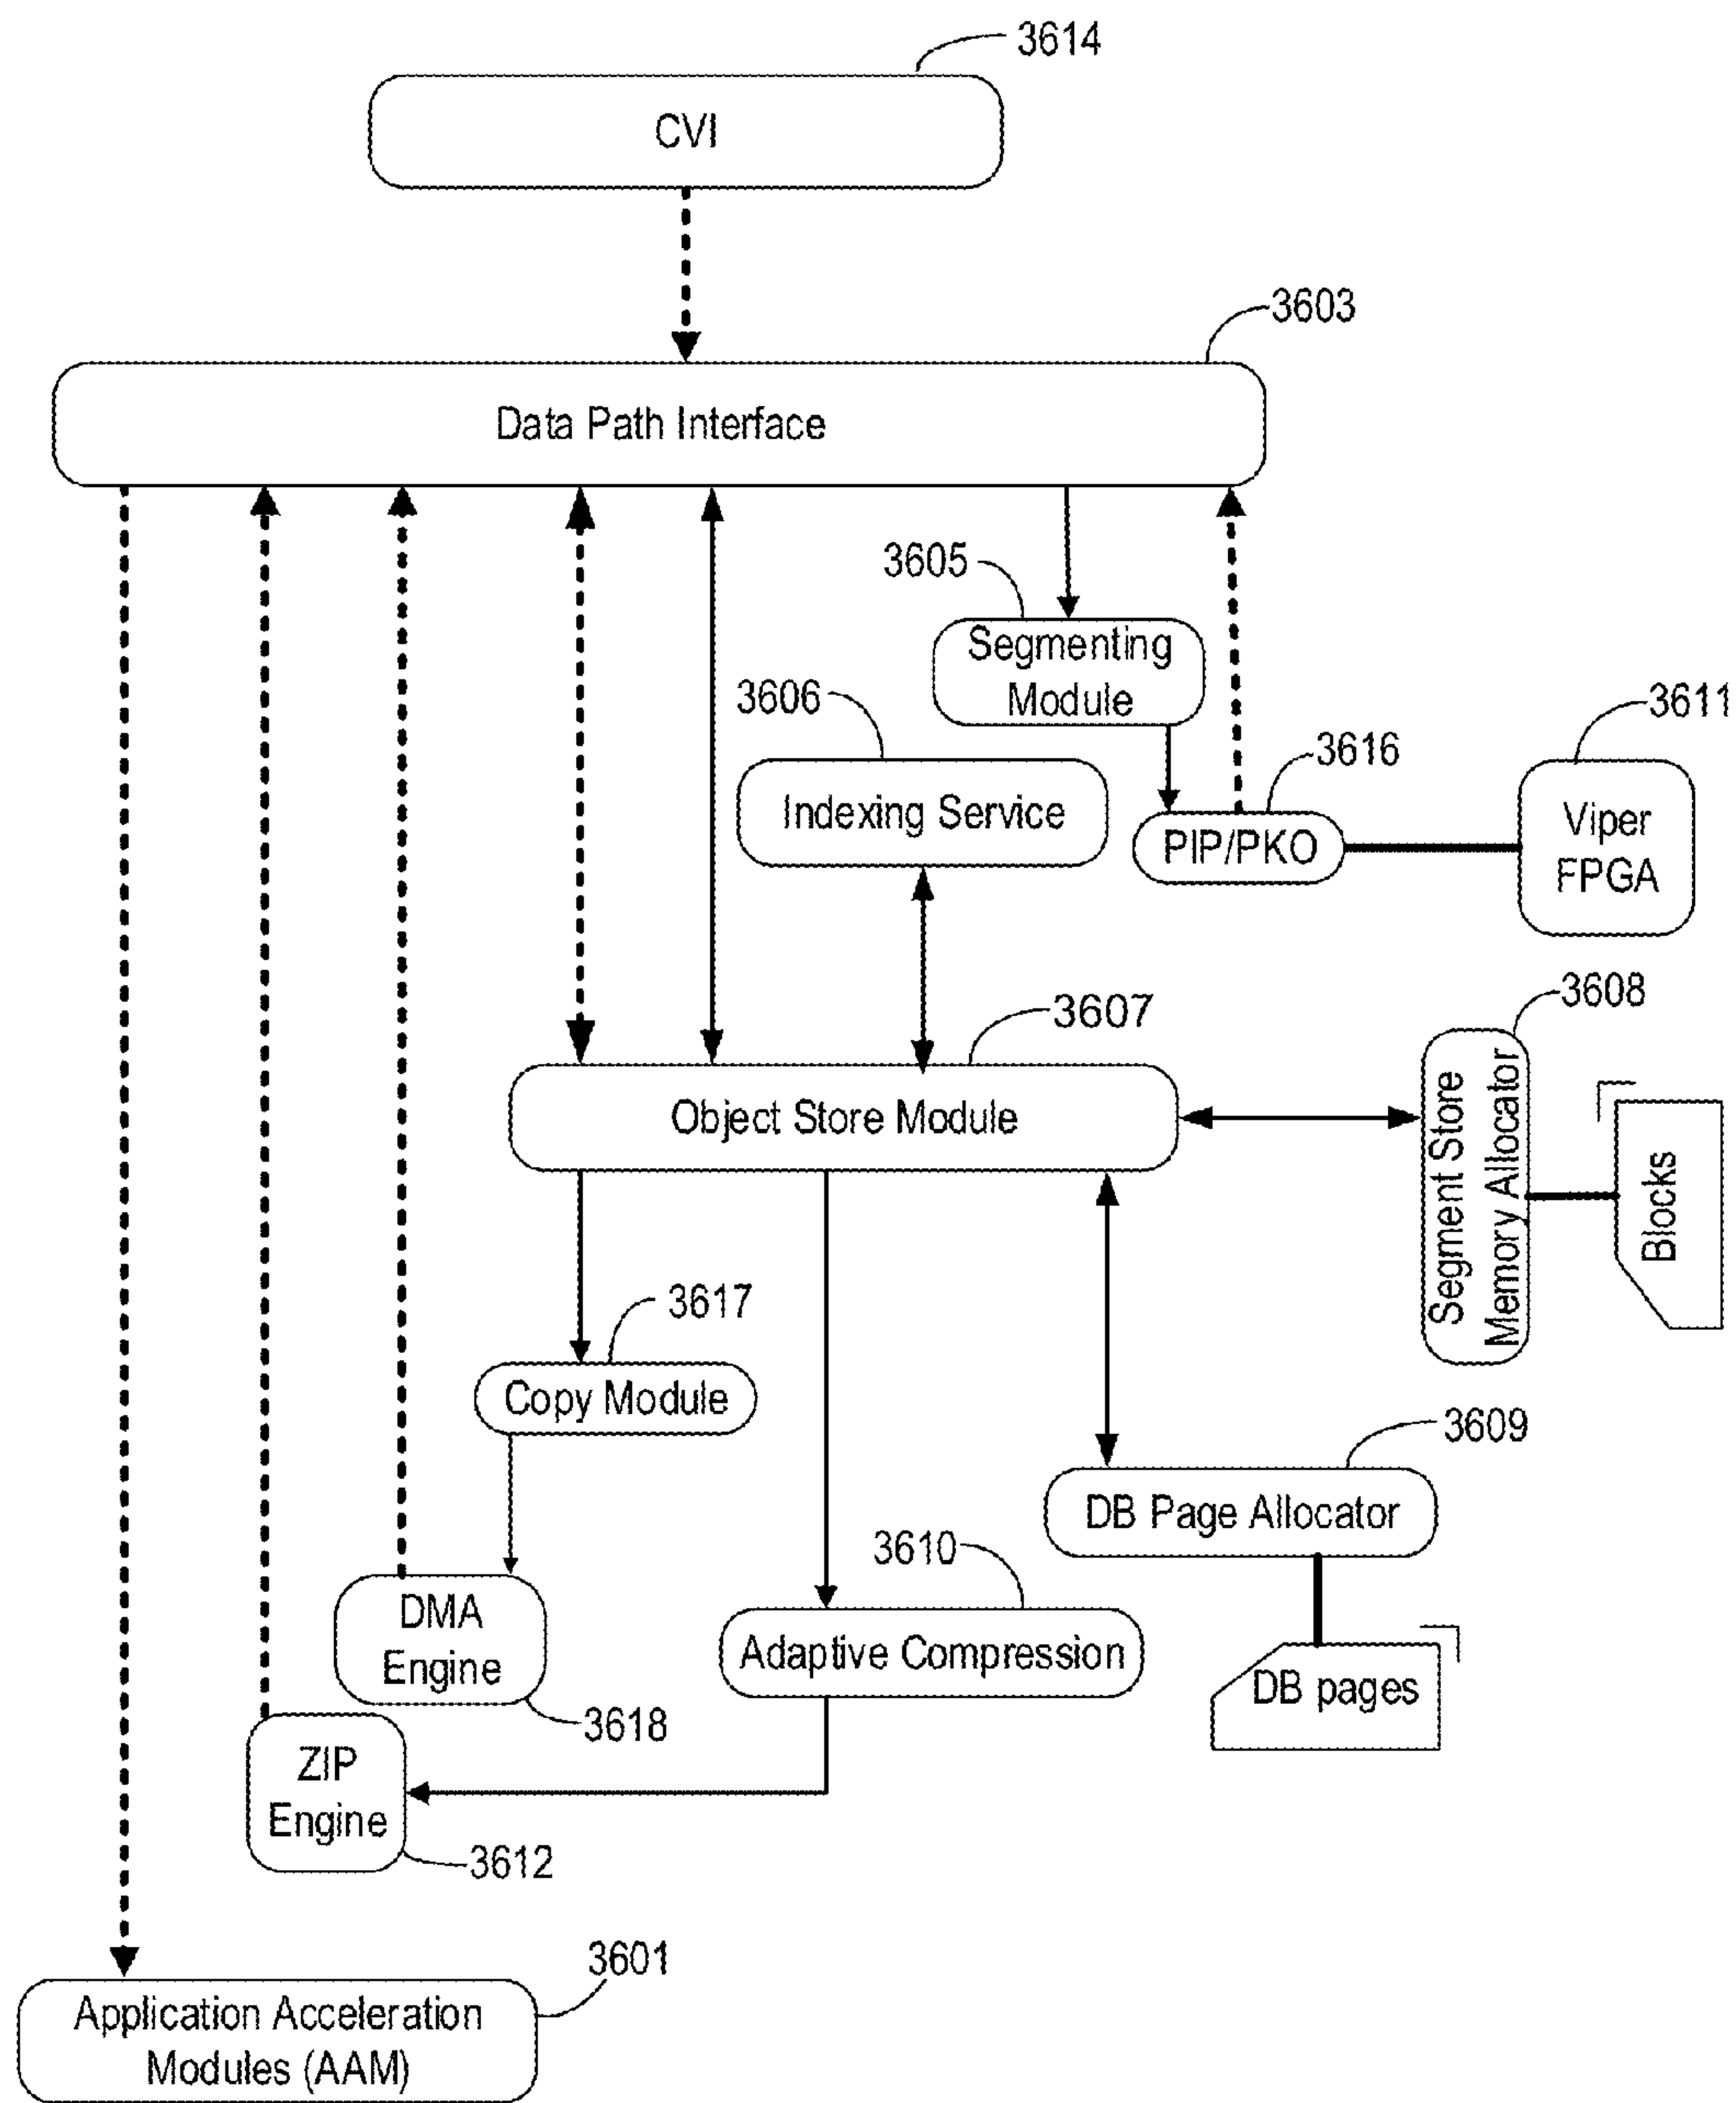 3614
CVI
3603
Data Path Interface
3605
Segmenting
Module
3606
Indexing Service
3616
PIP/PKO
3611
Viper
FPGA
3607
Object Store Module
3608
Segment Store
Memory Allocator
Blocks
3617
Copy Module
3609
DB Page Allocator
3610
Adaptive Compression
DB pages
DMA
Engine
3618
ZIP
Engine
3612
3601
Application Acceleration
Modules (AAM)